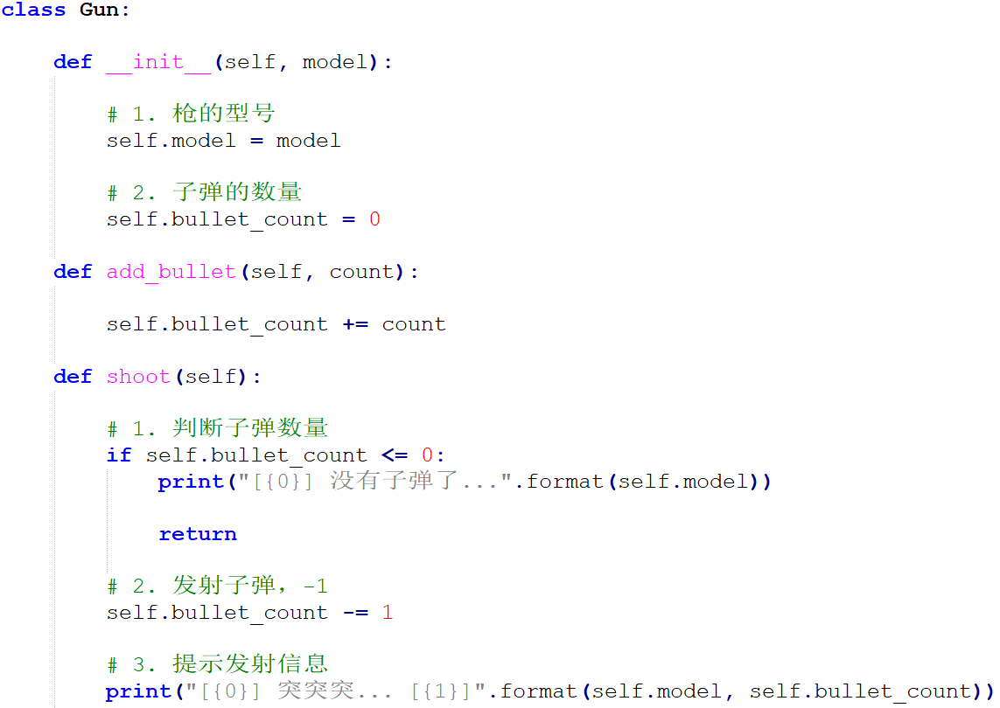 class Gun:
def __init__(self, model):
# 1. 枪的型号
self.model = model
# 2. 子弹的数量
self.bullet_count = 0
def add_bullet(self, count):
self.bullet_count += count
def shoot(self):
# 1. 判断子弹数量
if self.bullet_count <= 0:
print("[{0}] 没有子弹了...".format(self.model))
return
# 2. 发射子弹，-1
self.bullet_count -= 1
# 3. 提示发射信息
print("[{0}] 突突突... [{1}]".format(self.model, self.bullet_count))